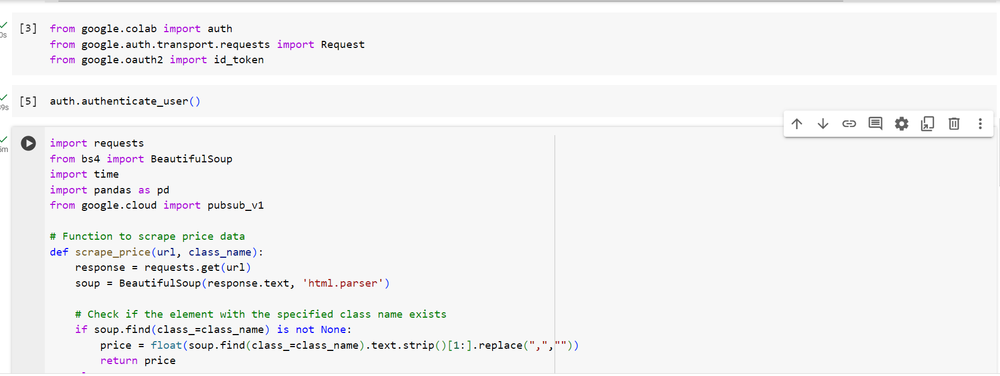 [3] from google.colab import auth
0s
from google.auth.transport.requests import Request
from google.oauth2 import id_token
[5] auth.authenticate_user()
39s
import requests
5m
from bs4 import BeautifulSoup
import time
import pandas as pd
from google.cloud import pubsub_v1
# Function to scrape price data
def scrape_price(url, class_name):
response = requests.get(url)
soup = BeautifulSoup(response.text, 'html.parser')
# Check if the element with the specified class name exists
if soup.find(class_=class_name) is not None:
price = float(soup.find(class_=class_name).text.strip()[1:].replace(",",""))
return price